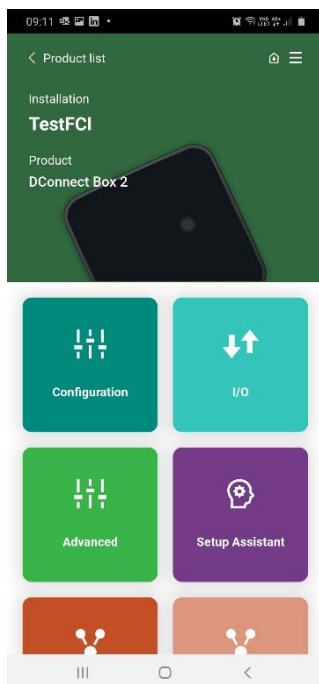 09:11
Product list
Installation
TestFCI
Product
DConnect Box 2
Configuration
I/O
Advanced
Setup Assistant